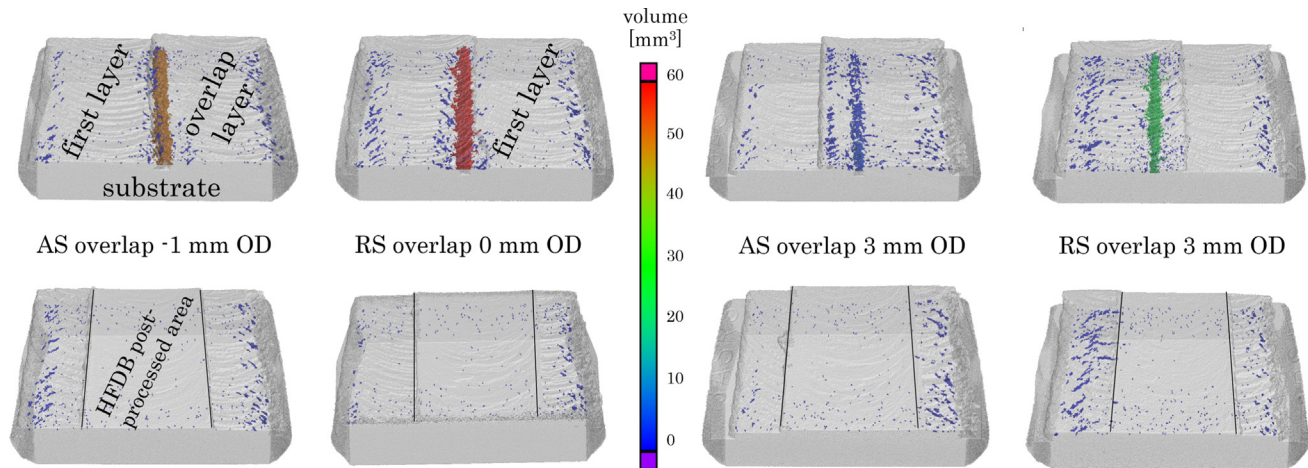 first layer
overlap
layer
substrate
first layer
volume
[mm³]
60
50
40
30
20
10
0
AS overlap -1 mm OD
RS overlap 0 mm OD
AS overlap 3 mm OD
RS overlap 3 mm OD
HFDB post-
processed area